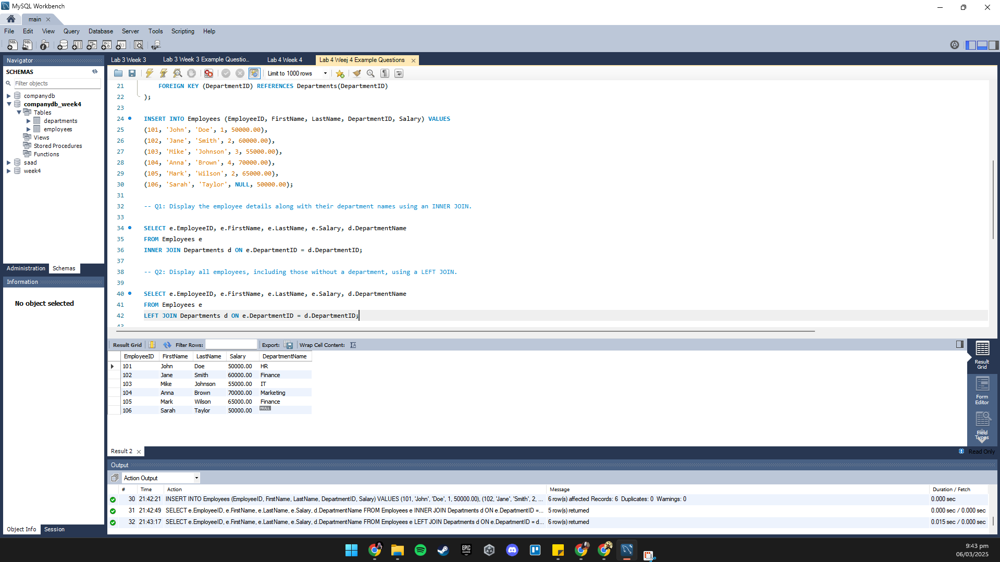 MySQL Workbench
main
File Edit View Query Database Server Tools Scripting Help
Navigator
SCHEMAS
Filter objects
companydb
companydb_week4
Tables
departments
employees
Views
Stored Procedures
Functions
saad
week4
Administration Schemas
Information
No object selected
Object Info Session
Lab 3 Week 3 Lab 3 Week 3 Example Questio... Lab 4 Week 4 Lab 4 Weej 4 Example Questions
Limit to 1000 rows
21 FOREIGN KEY (DepartmentID) REFERENCES Departments(DepartmentID)
22 );
23
24 INSERT INTO Employees (EmployeeID, FirstName, LastName, DepartmentID, Salary) VALUES
25 (101, 'John', 'Doe', 1, 50000.00),
26 (102, 'Jane', 'Smith', 2, 60000.00),
27 (103, 'Mike', 'Johnson', 3, 55000.00),
28 (104, 'Anna', 'Brown', 4, 70000.00),
29 (105, 'Mark', 'Wilson', 2, 65000.00),
30 (106, 'Sarah', 'Taylor', NULL, 50000.00);
31
32 -- Q1: Display the employee details along with their department names using an INNER JOIN.
33
34 SELECT e.EmployeeID, e.FirstName, e.LastName, e.Salary, d.DepartmentName
35 FROM Employees e
36 INNER JOIN Departments d ON e.DepartmentID = d.DepartmentID;
37
38 -- Q2: Display all employees, including those without a department, using a LEFT JOIN.
39
40 SELECT e.EmployeeID, e.FirstName, e.LastName, e.Salary, d.DepartmentName
41 FROM Employees e
42 LEFT JOIN Departments d ON e.DepartmentID = d.DepartmentID;
43
Result Grid Filter Rows: Export: Wrap Cell Content:
EmployeeID FirstName LastName Salary DepartmentName
101 John Doe 50000.00 HR
102 Jane Smith 60000.00 Finance
103 Mike Johnson 55000.00 IT
104 Anna Brown 70000.00 Marketing
105 Mark Wilson 65000.00 Finance
106 Sarah Taylor 50000.00 NULL
Result Grid
Form Editor
Field Types
Result 2
Read Only
Output
Action Output
# Time Action Message Duration / Fetch
30 21:42:21 INSERT INTO Employees (EmployeeID, FirstName, LastName, DepartmentID, Salary) VALUES (101, 'John', 'Doe', 1, 50000.00), (102, 'Jane', 'Smith', 2, ... 6 row(s) affected Records: 6 Duplicates: 0 Warnings: 0 0.000 sec
31 21:42:49 SELECT e.EmployeeID, e.FirstName, e.LastName, e.Salary, d.DepartmentName FROM Employees e INNER JOIN Departments d ON e.DepartmentID =... 5 row(s) returned 0.000 sec / 0.000 sec
32 21:43:17 SELECT e.EmployeeID, e.FirstName, e.LastName, e.Salary, d.DepartmentName FROM Employees e LEFT JOIN Departments d ON e.DepartmentID = d... 6 row(s) returned 0.015 sec / 0.000 sec
EPIC GAMES
9:43 pm
06/03/2025